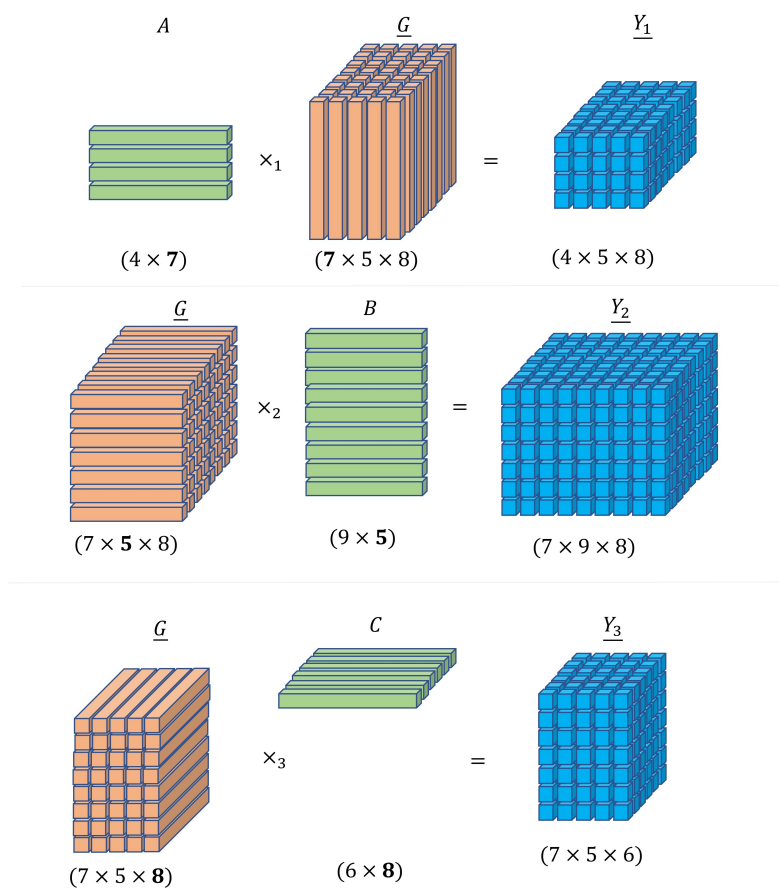 A G Y₁
×₁ =
(4 × 7) (7 × 5 × 8) (4 × 5 × 8)
G B Y₂
×₂ =
(7 × 5 × 8) (9 × 5) (7 × 9 × 8)
G C Y₃
×₃ =
(7 × 5 × 8) (6 × 8) (7 × 5 × 6)